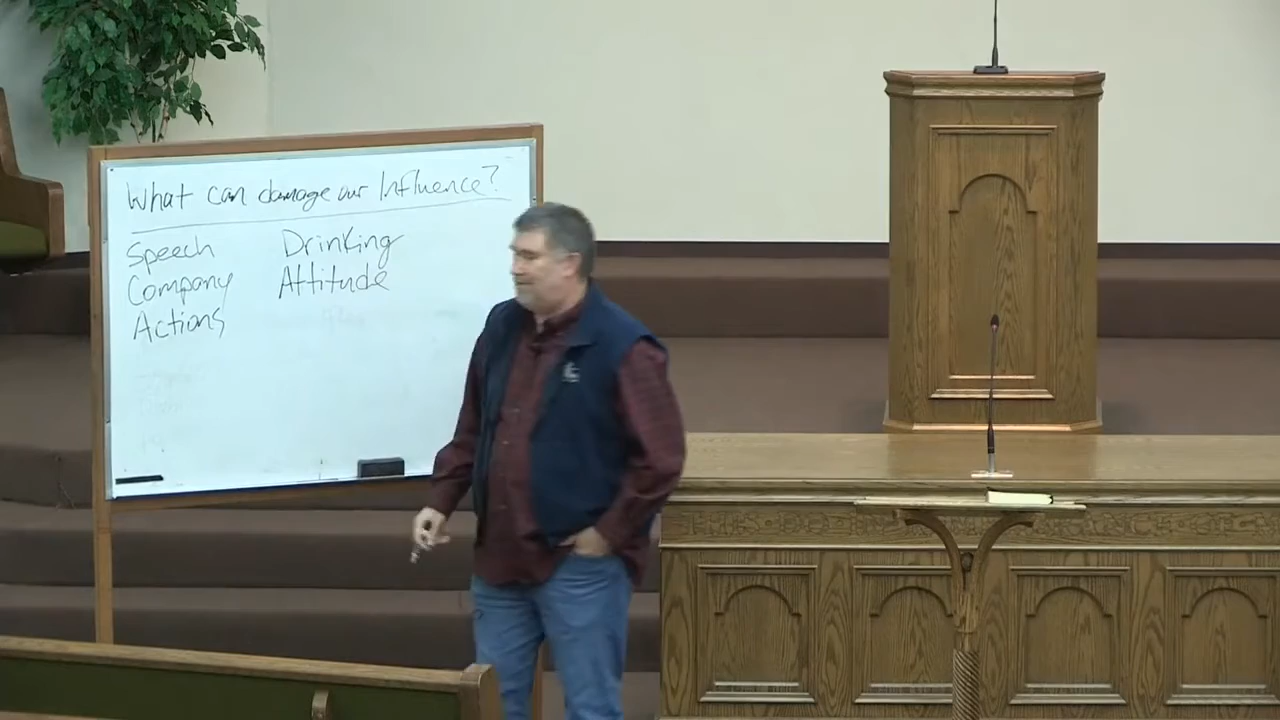 What can damage our Influence?
Speech Drinking
Company Attitude
Actions